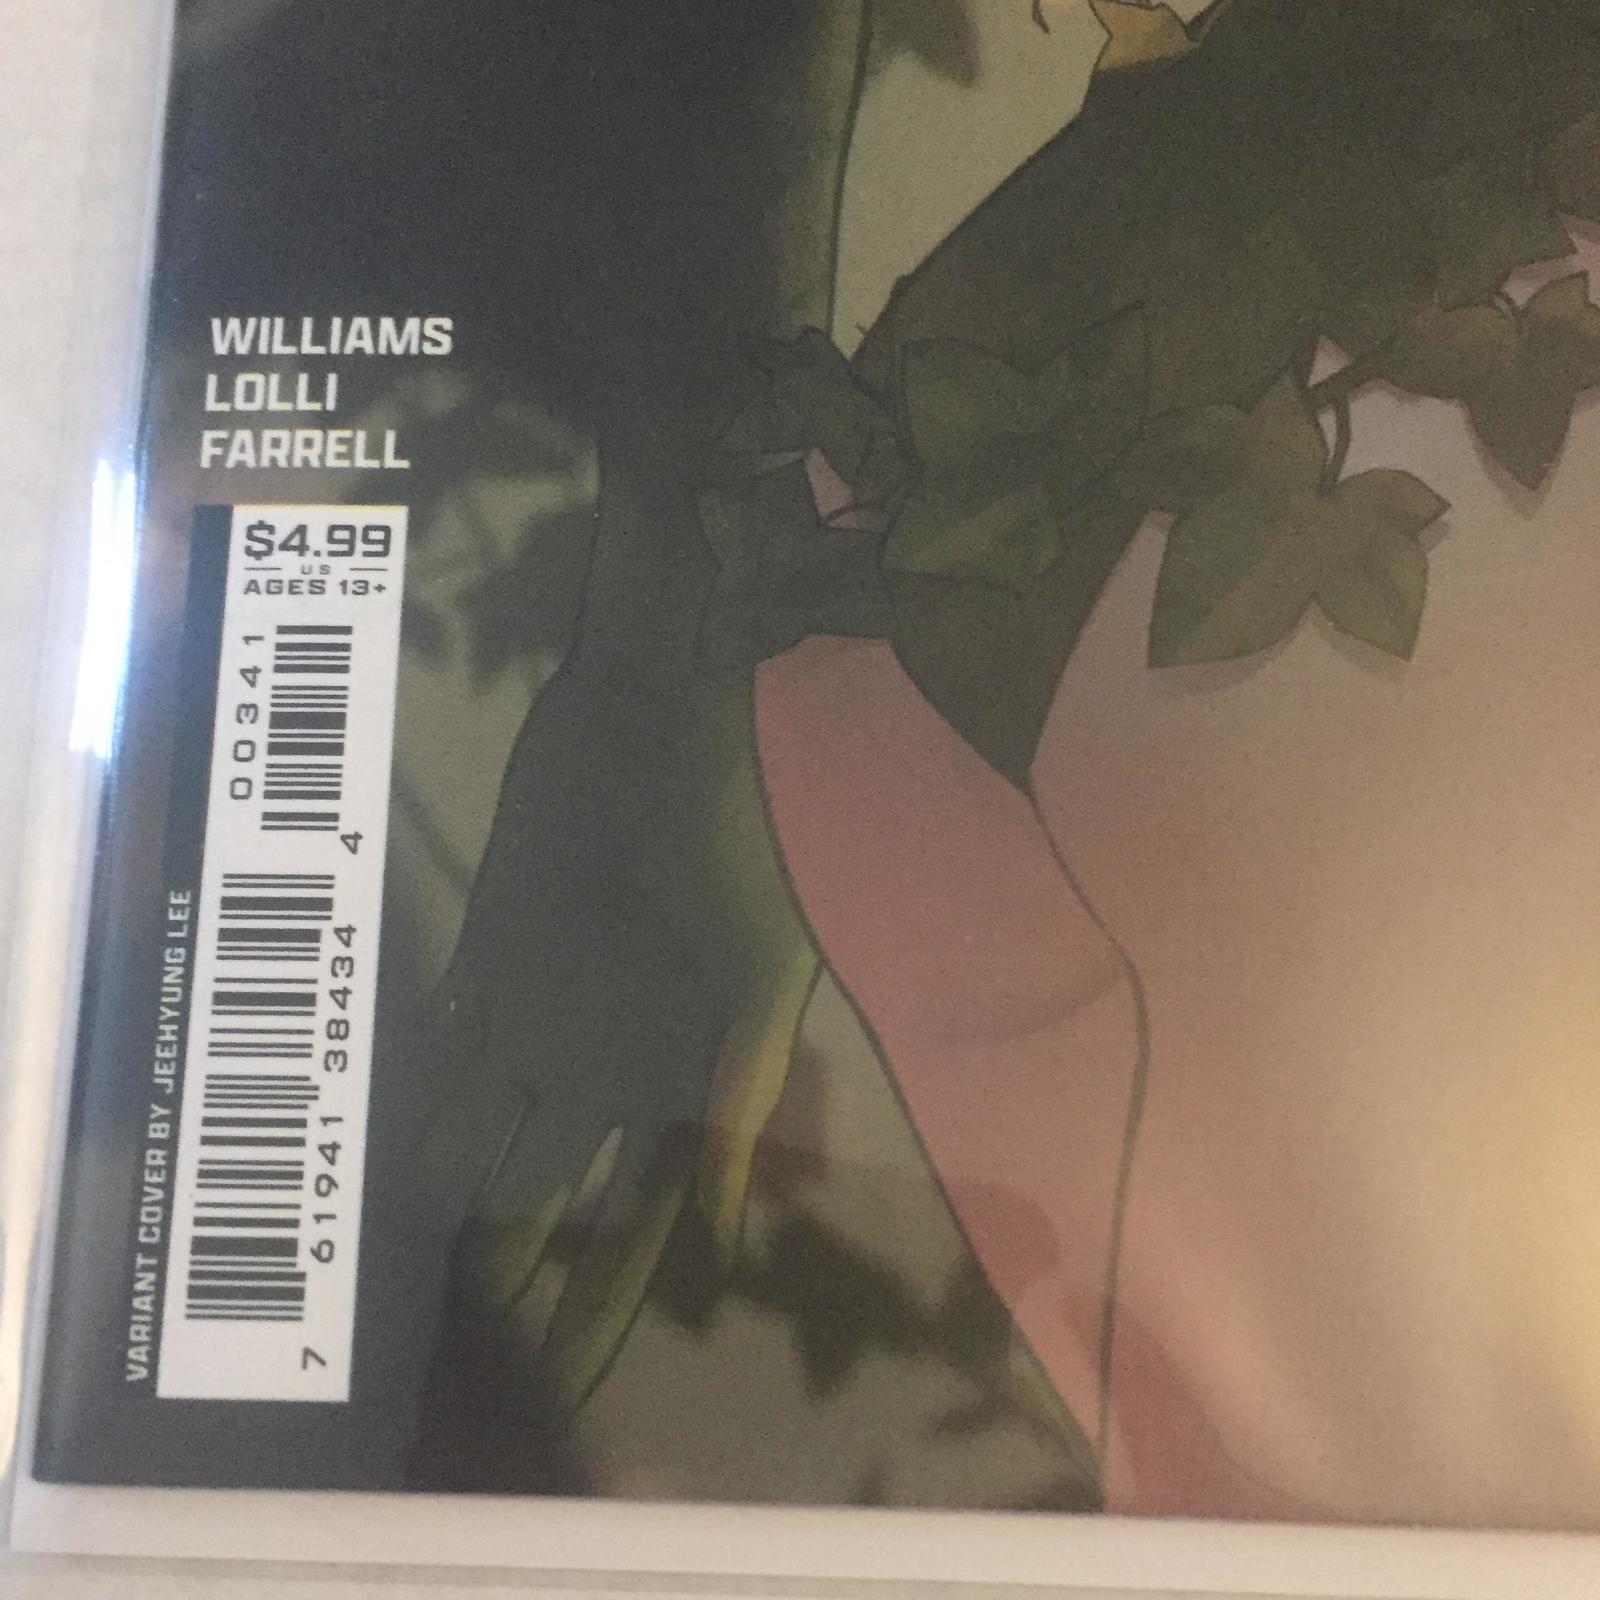 WILLIAMS
LOLLI
FARRELL
$4.99
US
AGES 13+
00341
4
7 61941 38434
VARIANT COVER BY JEEHYUNG LEE